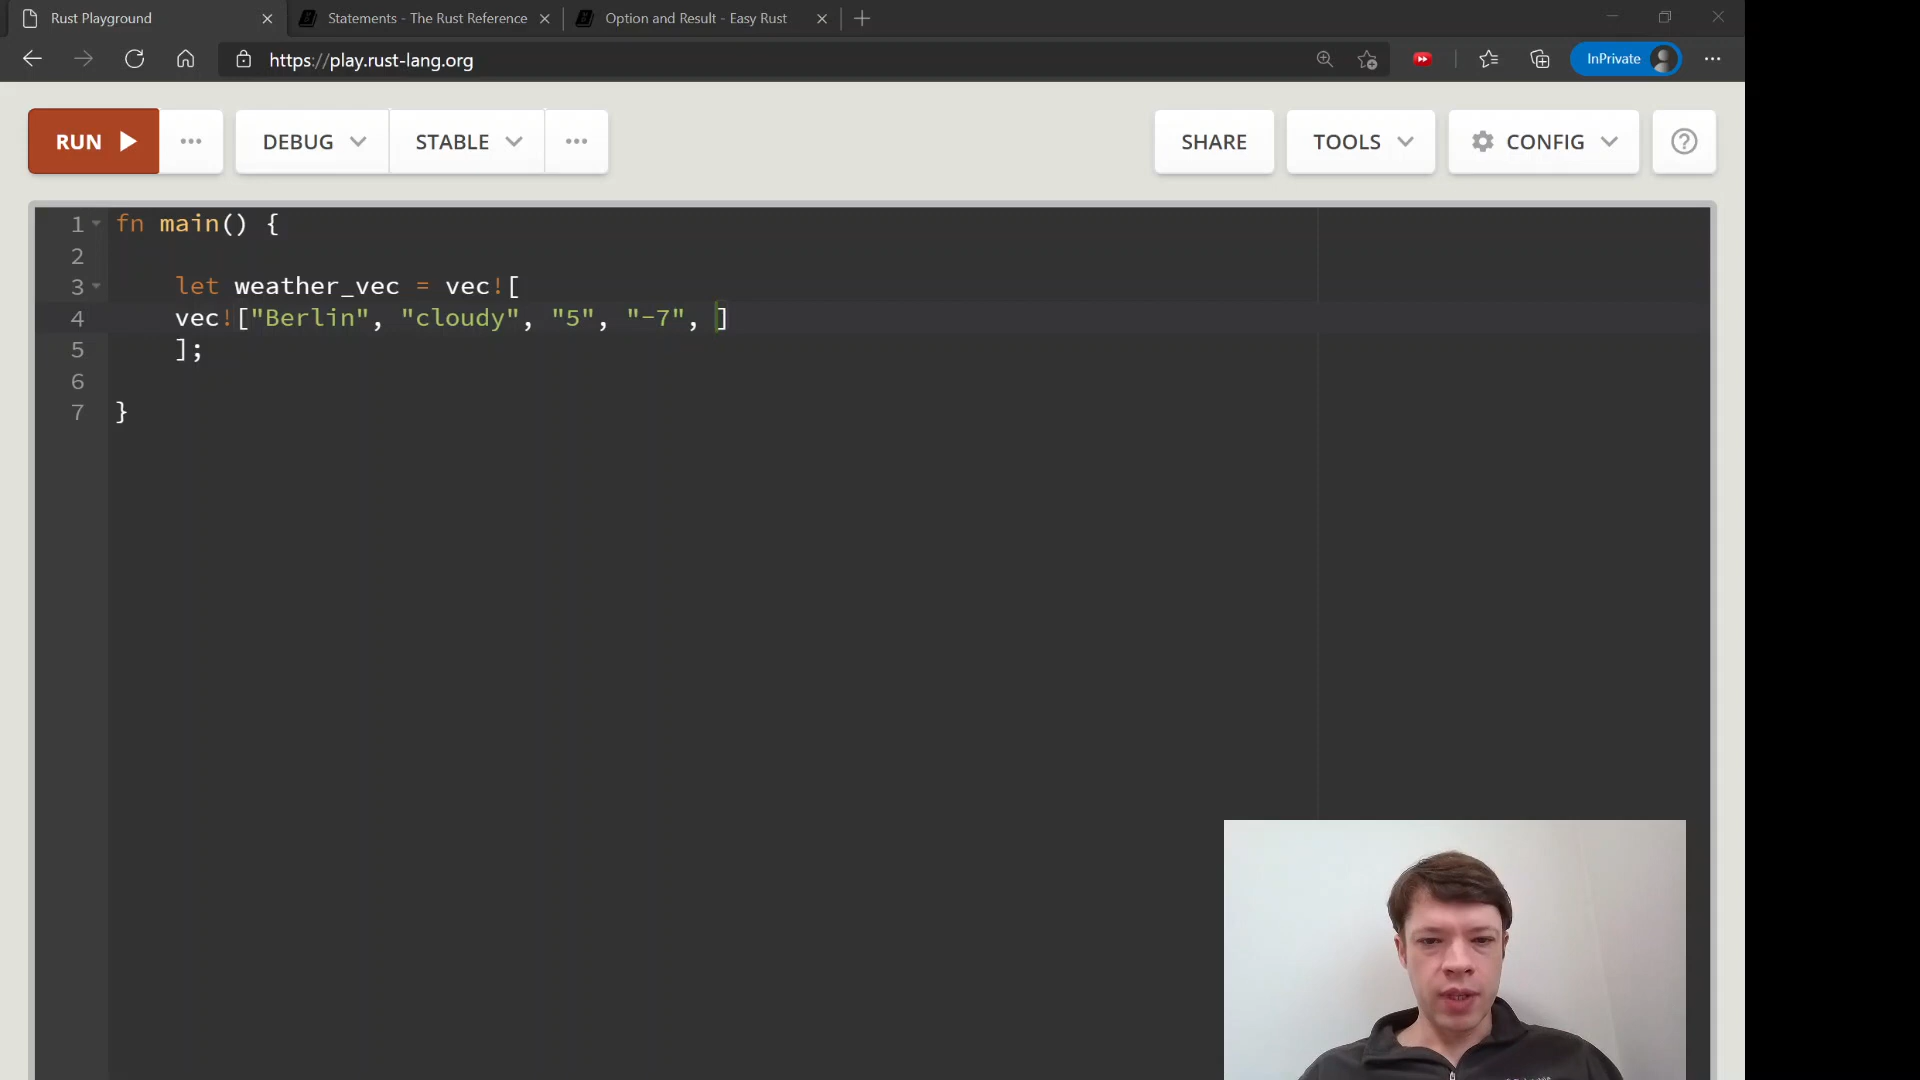 Rust Playground
Statements - The Rust Reference
Option and Result - Easy Rust
https://play.rust-lang.org
InPrivate
RUN
DEBUG
STABLE
SHARE
TOOLS
CONFIG
1 fn main() {
2
3 let weather_vec = vec![
4 vec!["Berlin", "cloudy", "5", "-7", ]
5 ];
6
7 }